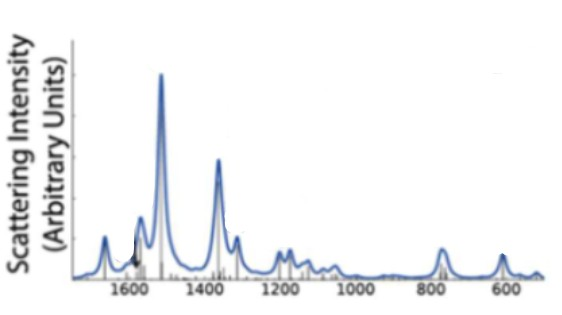 Scattering Intensity
(Arbitrary Units)
1600 1400 1200 1000 800 600